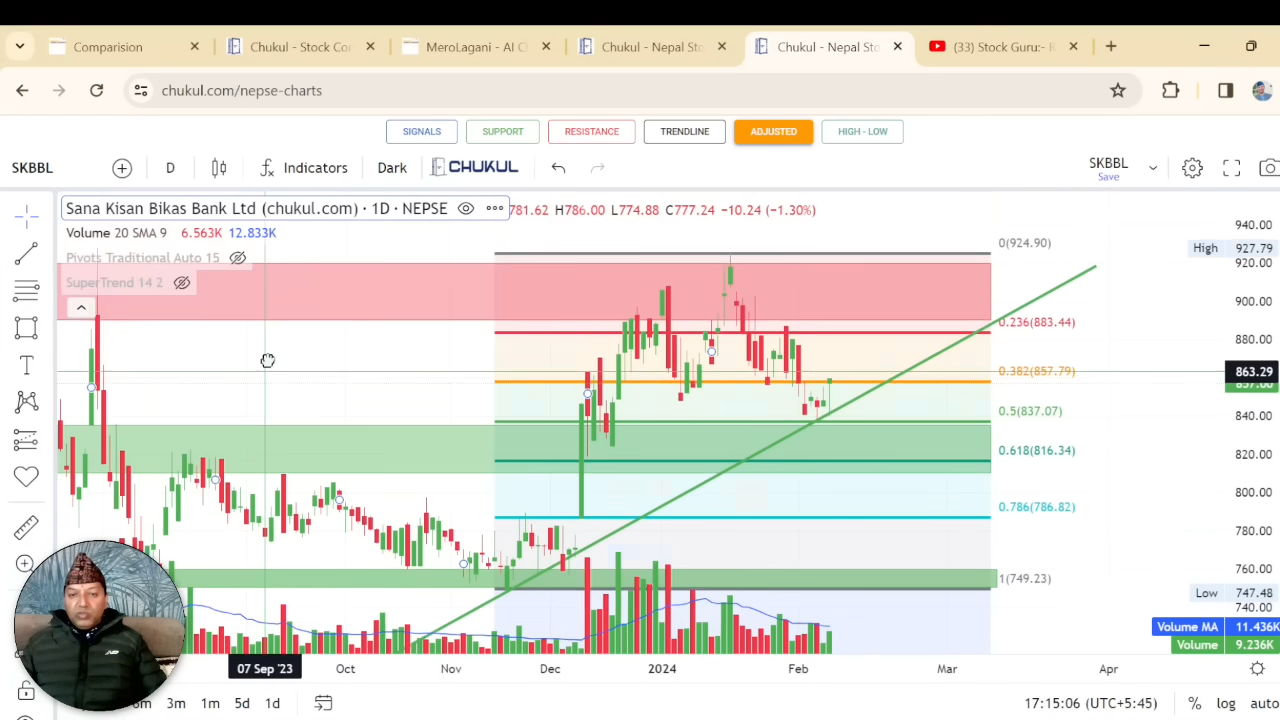 Comparision
Chukul - Stock Co
MeroLagani - AI C
Chukul - Nepal St
Chukul - Nepal Sto
(33) Stock Guru:- R
chukul.com/nepse-charts
SIGNALS
SUPPORT
RESISTANCE
TRENDLINE
ADJUSTED
HIGH - LOW
SKBBL
D
Indicators
Dark
CHUKUL
SKBBL
Save
Sana Kisan Bikas Bank Ltd (chukul.com) · 1D · NEPSE
781.62 H786.00 L774.88 C777.24 −10.24 (−1.30%)
Volume 20 SMA 9 6.563K 12.833K
Pivots Traditional Auto 15
SuperTrend 14 2
0(924.90)
0.236(883.44)
0.382(857.79)
0.5(837.07)
0.618(816.34)
0.786(786.82)
1(749.23)
940.00
High 927.79
920.00
900.00
880.00
863.29
857.00
840.00
820.00
800.00
780.00
760.00
Low 747.48
740.00
Volume MA 11.436K
Volume 9.236K
07 Sep '23
Oct
Nov
Dec
2024
Feb
Mar
Apr
6m 3m 1m 5d 1d
17:15:06 (UTC+5:45)
% log auto